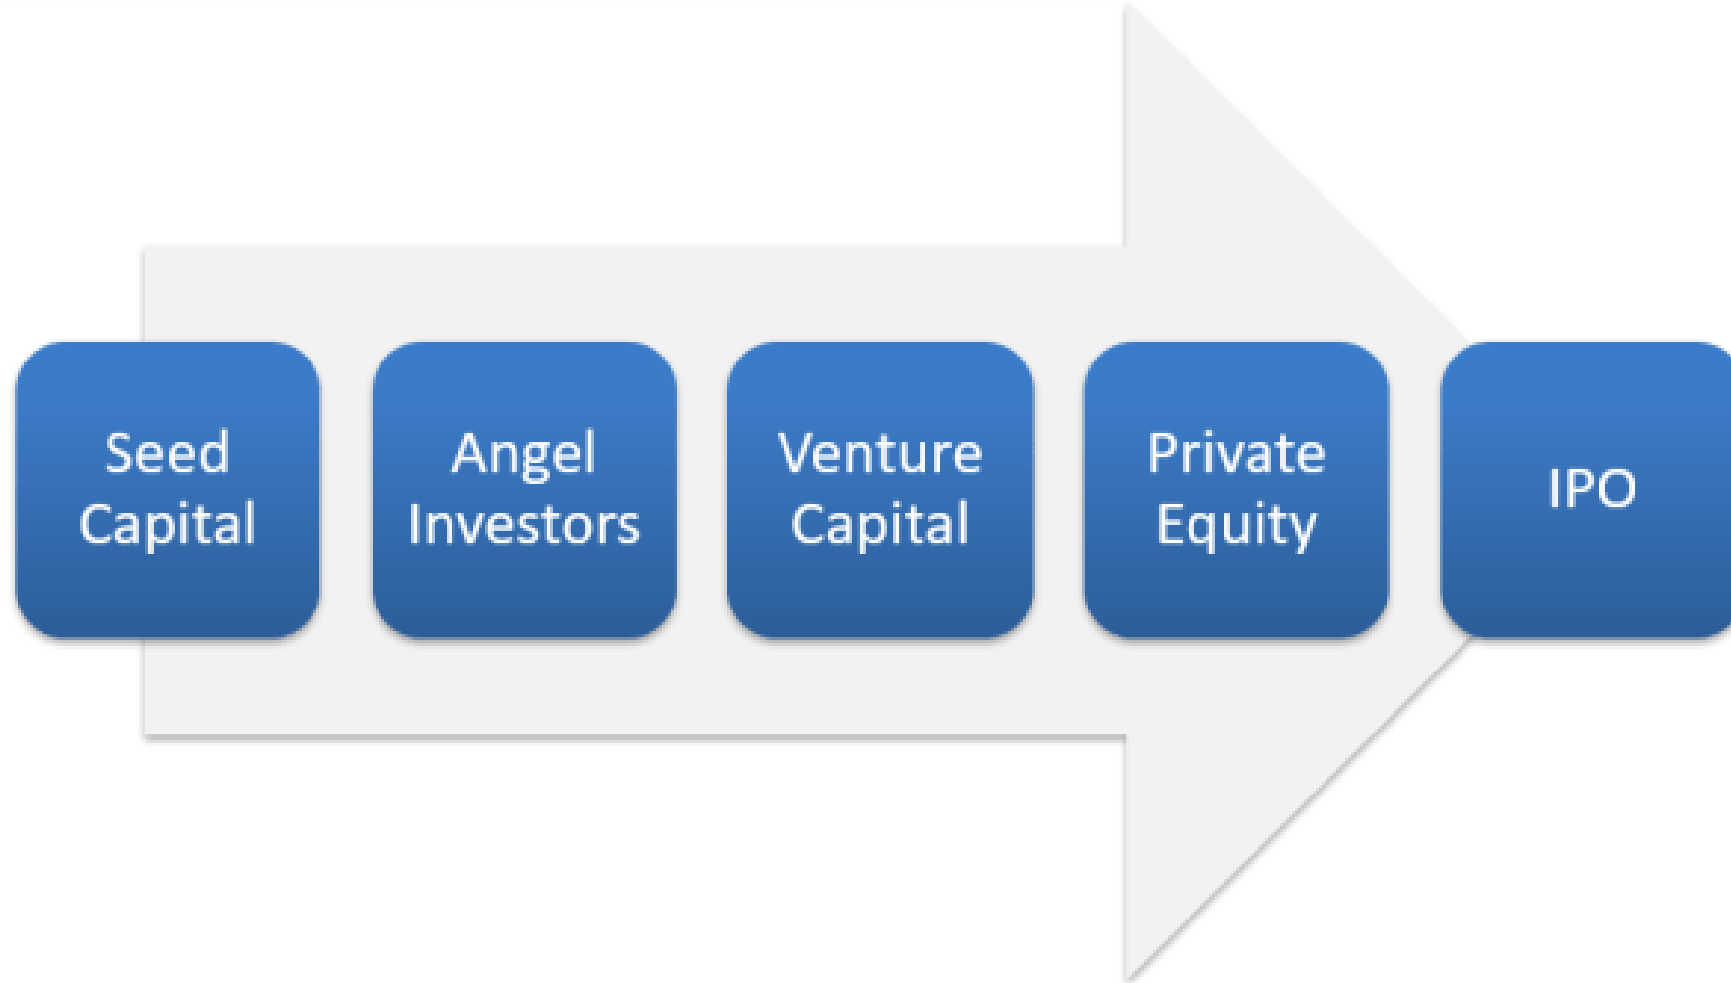 Seed
Capital
Angel
Investors
Venture
Capital
Private
Equity
IPO